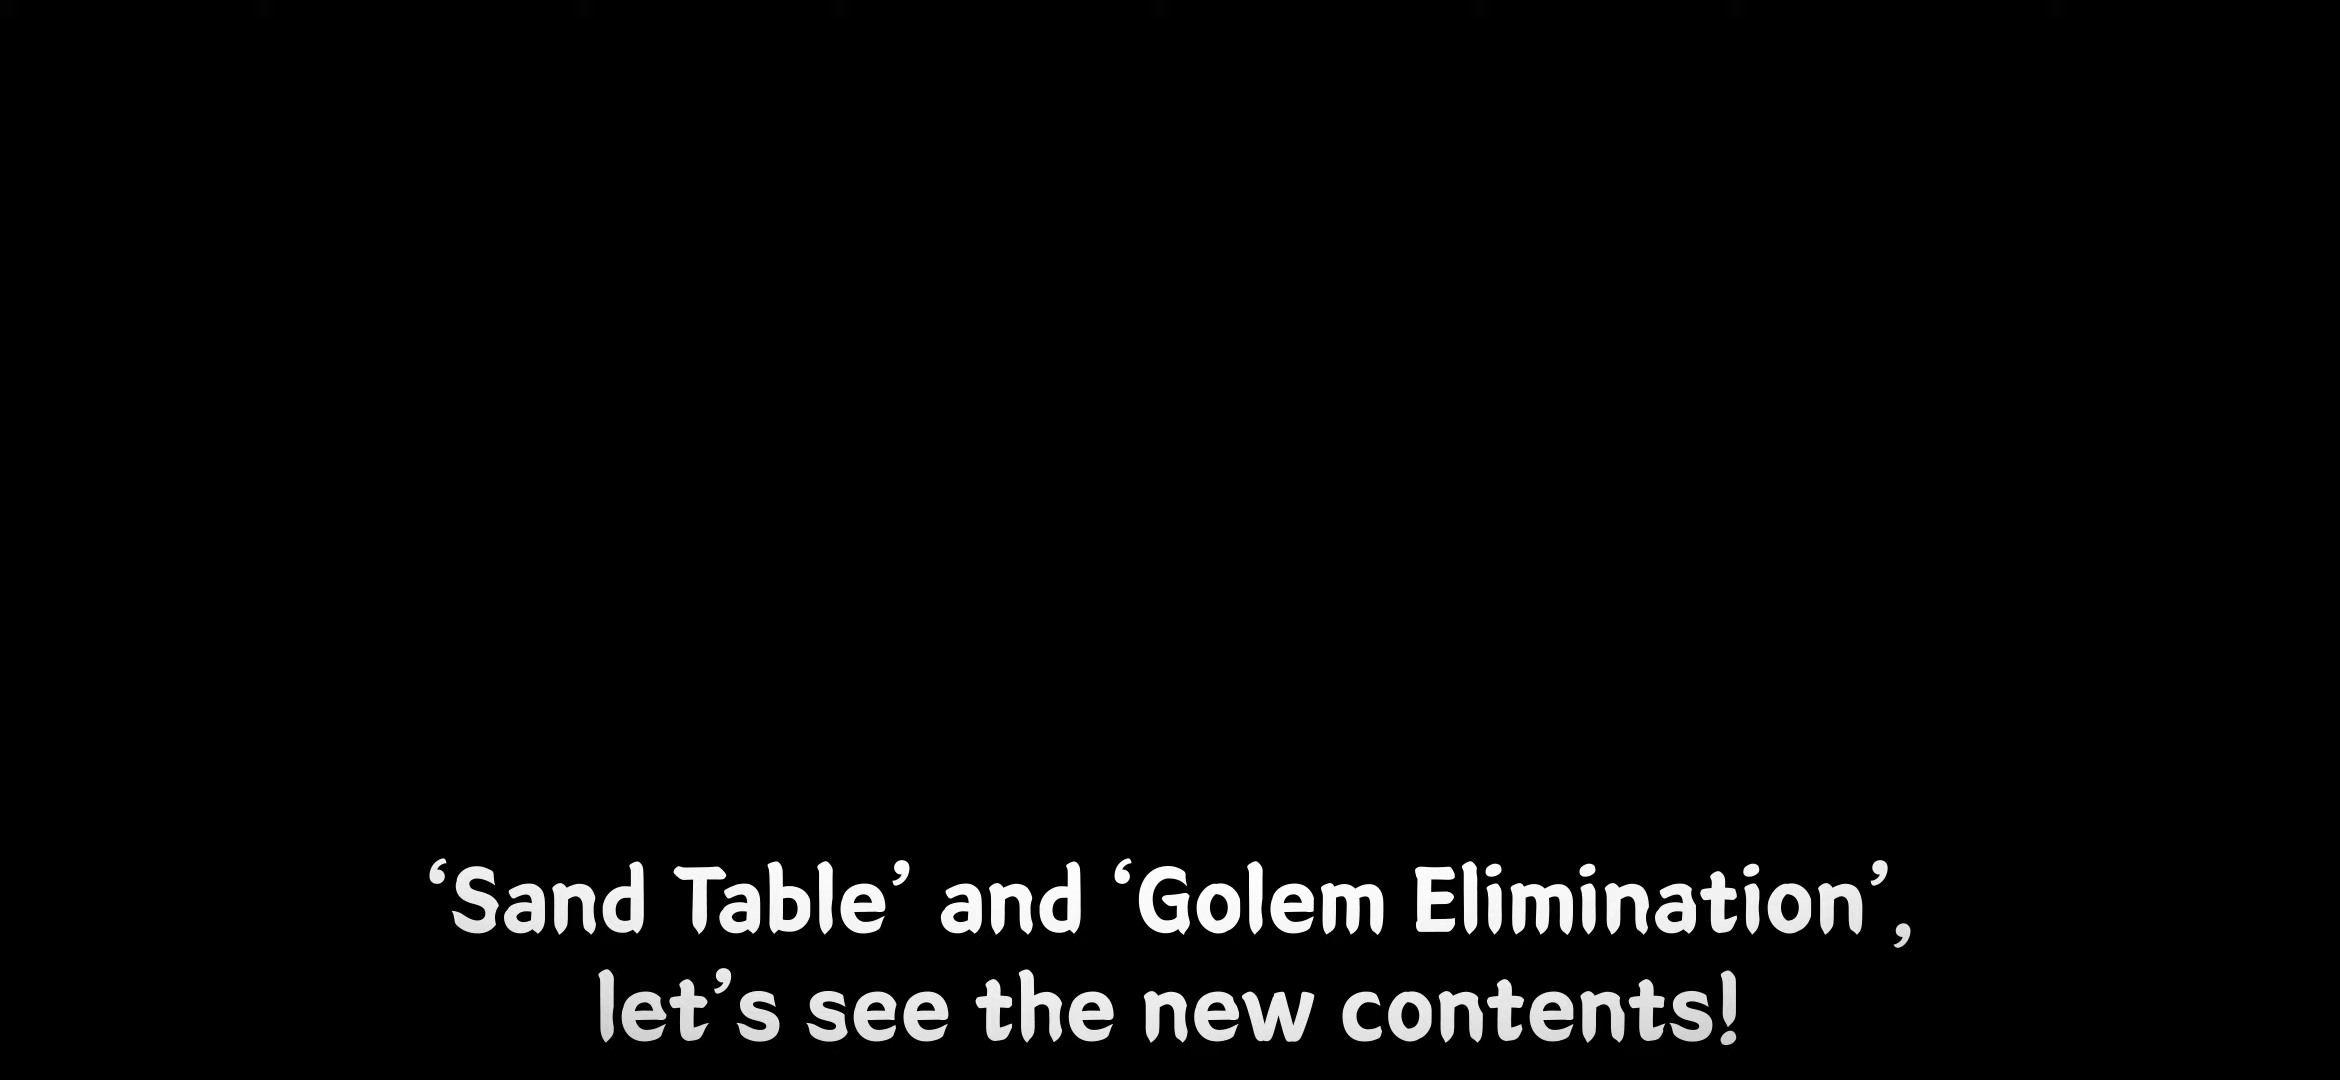 ‘Sand Table’ and ‘Golem Elimination’,
let’s see the new contents!